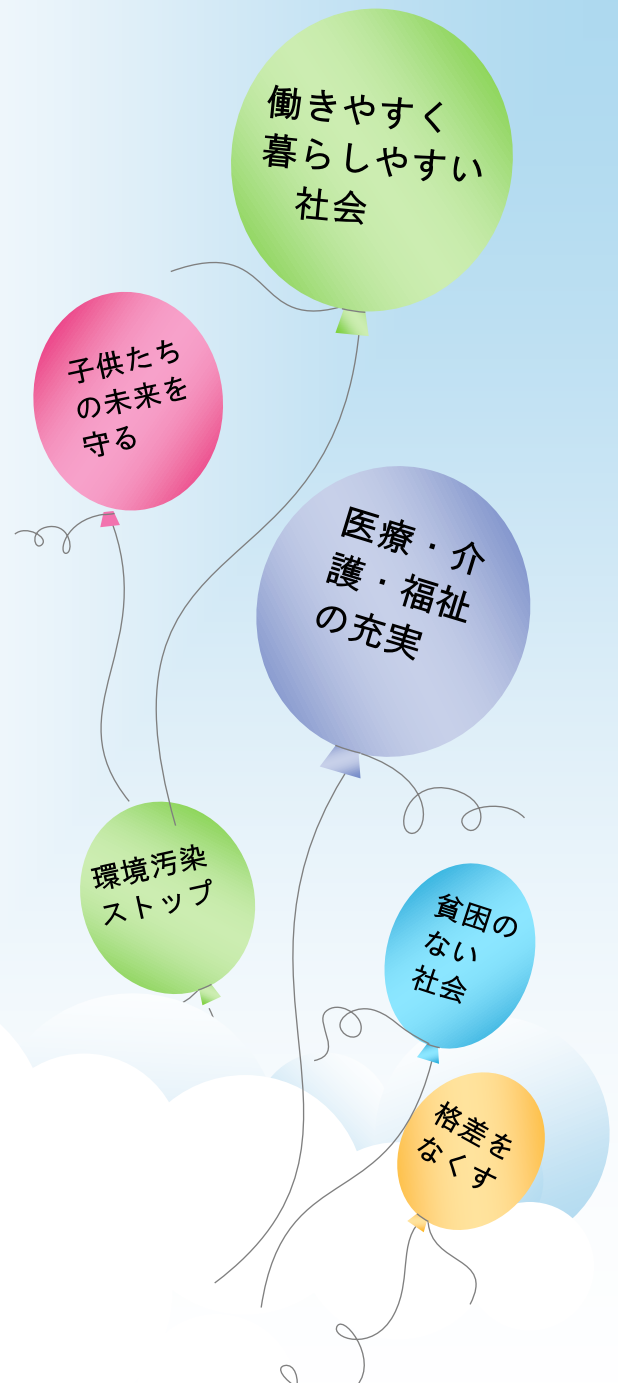 働きやすく
暮らしやすい
社会
子供たち
の未来を
守る
医療・介
護・福祉
の充実
環境汚染
ストップ
貧困の
ない
社会
格差を
なくす